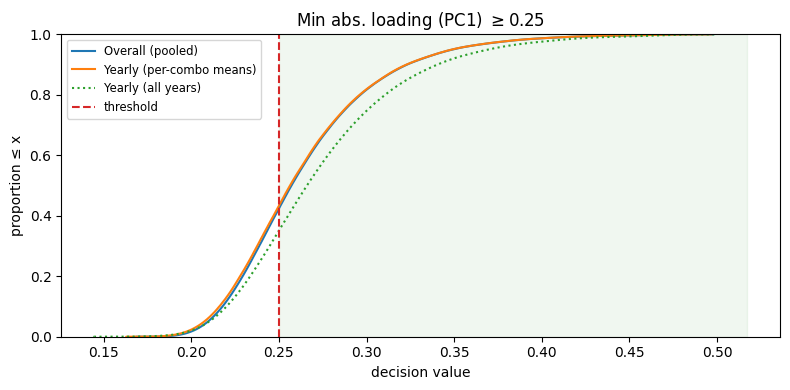 Min abs. loading (PC1) ≥ 0.25
Overall (pooled)
Yearly (per-combo means)
Yearly (all years)
threshold
proportion ≤ x
1.0
0.8
0.6
0.4
0.2
0.0
0.15 0.20 0.25 0.30 0.35 0.40 0.45 0.50
decision value